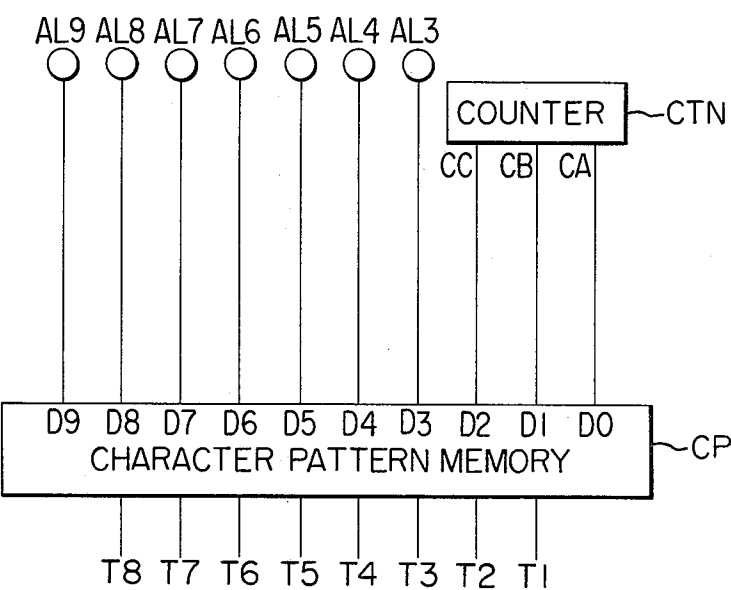 AL9 AL8 AL7 AL6 AL5 AL4 AL3
COUNTER CTN
CC CB CA
D9 D8 D7 D6 D5 D4 D3 D2 D1 D0
CHARACTER PATTERN MEMORY CP
T8 T7 T6 T5 T4 T3 T2 T1